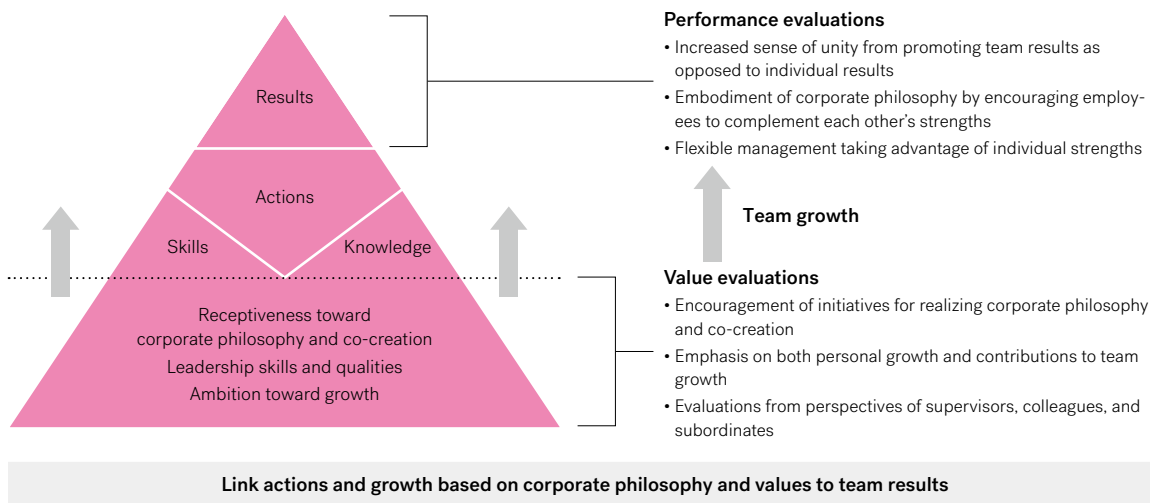 Results
Actions
Skills
Knowledge
Receptiveness toward
corporate philosophy and co-creation
Leadership skills and qualities
Ambition toward growth
Performance evaluations
• Increased sense of unity from promoting team results as
opposed to individual results
• Embodiment of corporate philosophy by encouraging employ-
ees to complement each other’s strengths
• Flexible management taking advantage of individual strengths
Team growth
Value evaluations
• Encouragement of initiatives for realizing corporate philosophy
and co-creation
• Emphasis on both personal growth and contributions to team
growth
• Evaluations from perspectives of supervisors, colleagues, and
subordinates
Link actions and growth based on corporate philosophy and values to team results